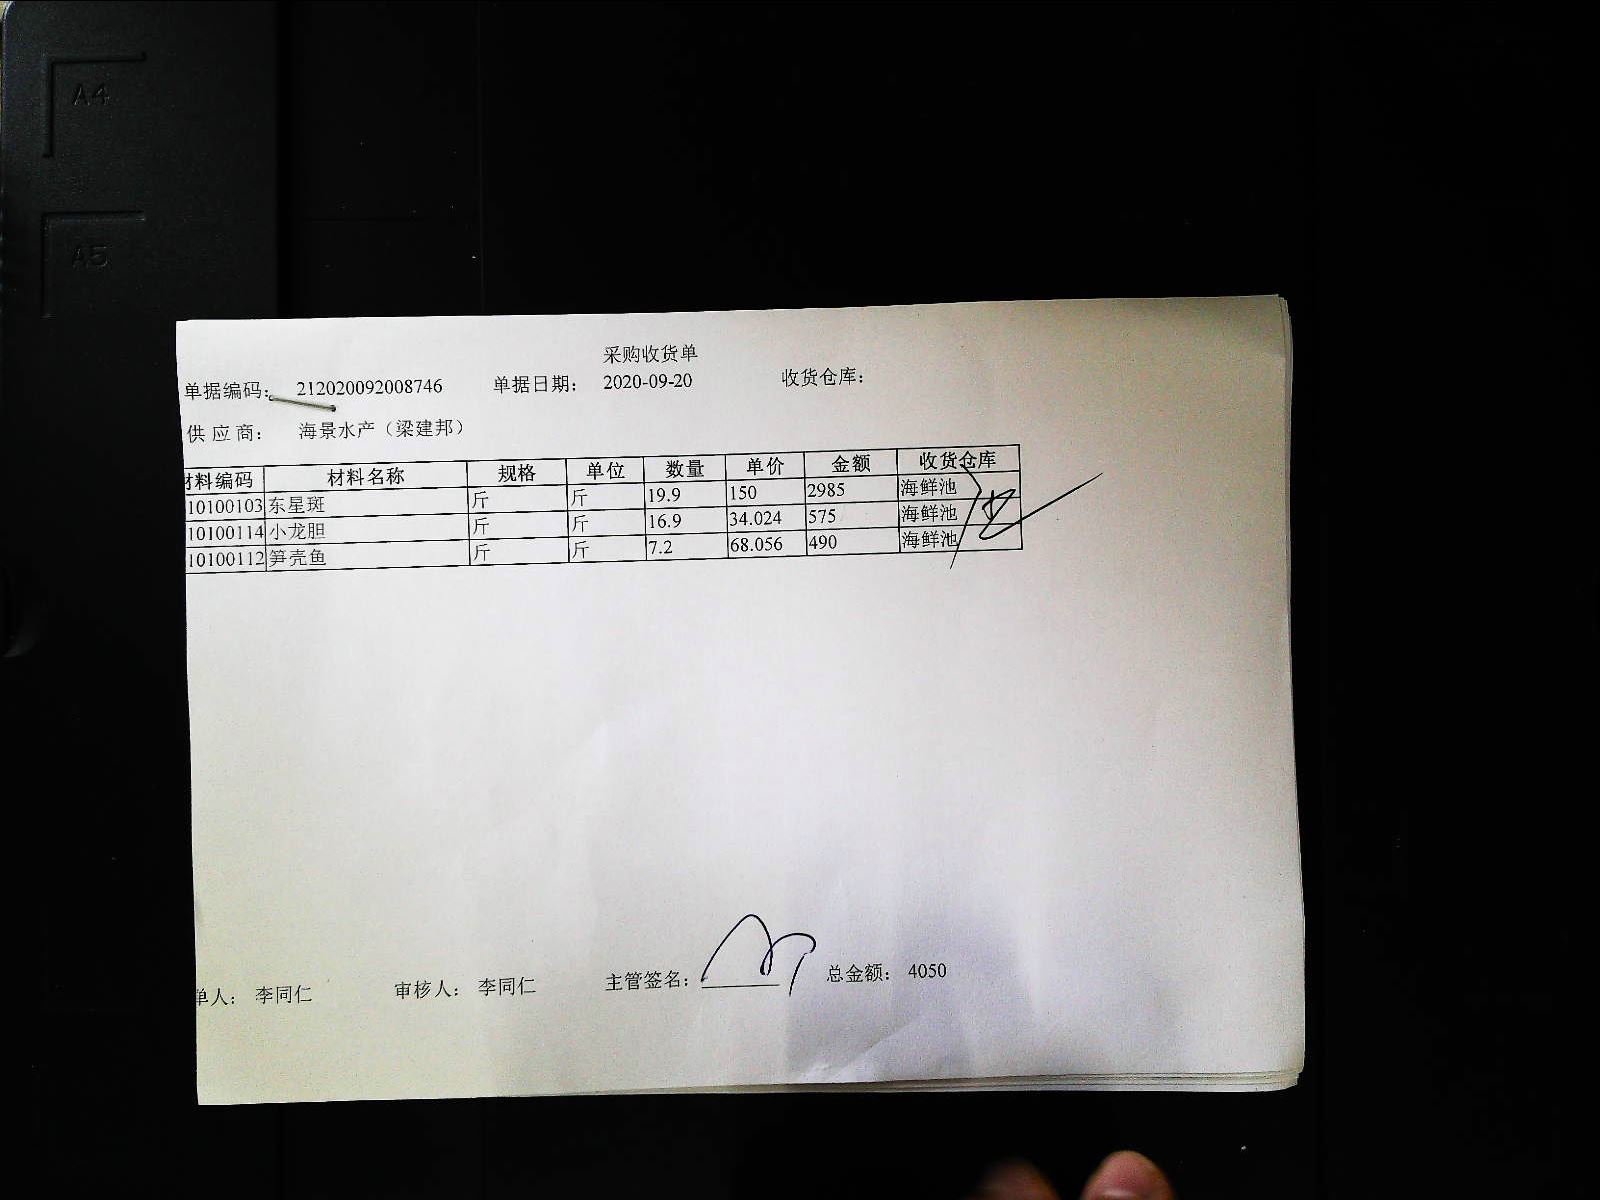 A4
A5
采购收货单
单据编码： 212020092008746 单据日期： 2020-09-20 收货仓库：
供 应 商： 海景水产（梁建邦）
材料编码 材料名称 规格 单位 数量 单价 金额 收货仓库
10100103 东星斑 斤 斤 19.9 150 2985 海鲜池
10100114 小龙胆 斤 斤 16.9 34.024 575 海鲜池
10100112 笋壳鱼 斤 斤 7.2 68.056 490 海鲜池
单人： 李同仁 审核人： 李同仁 主管签名： 总金额： 4050